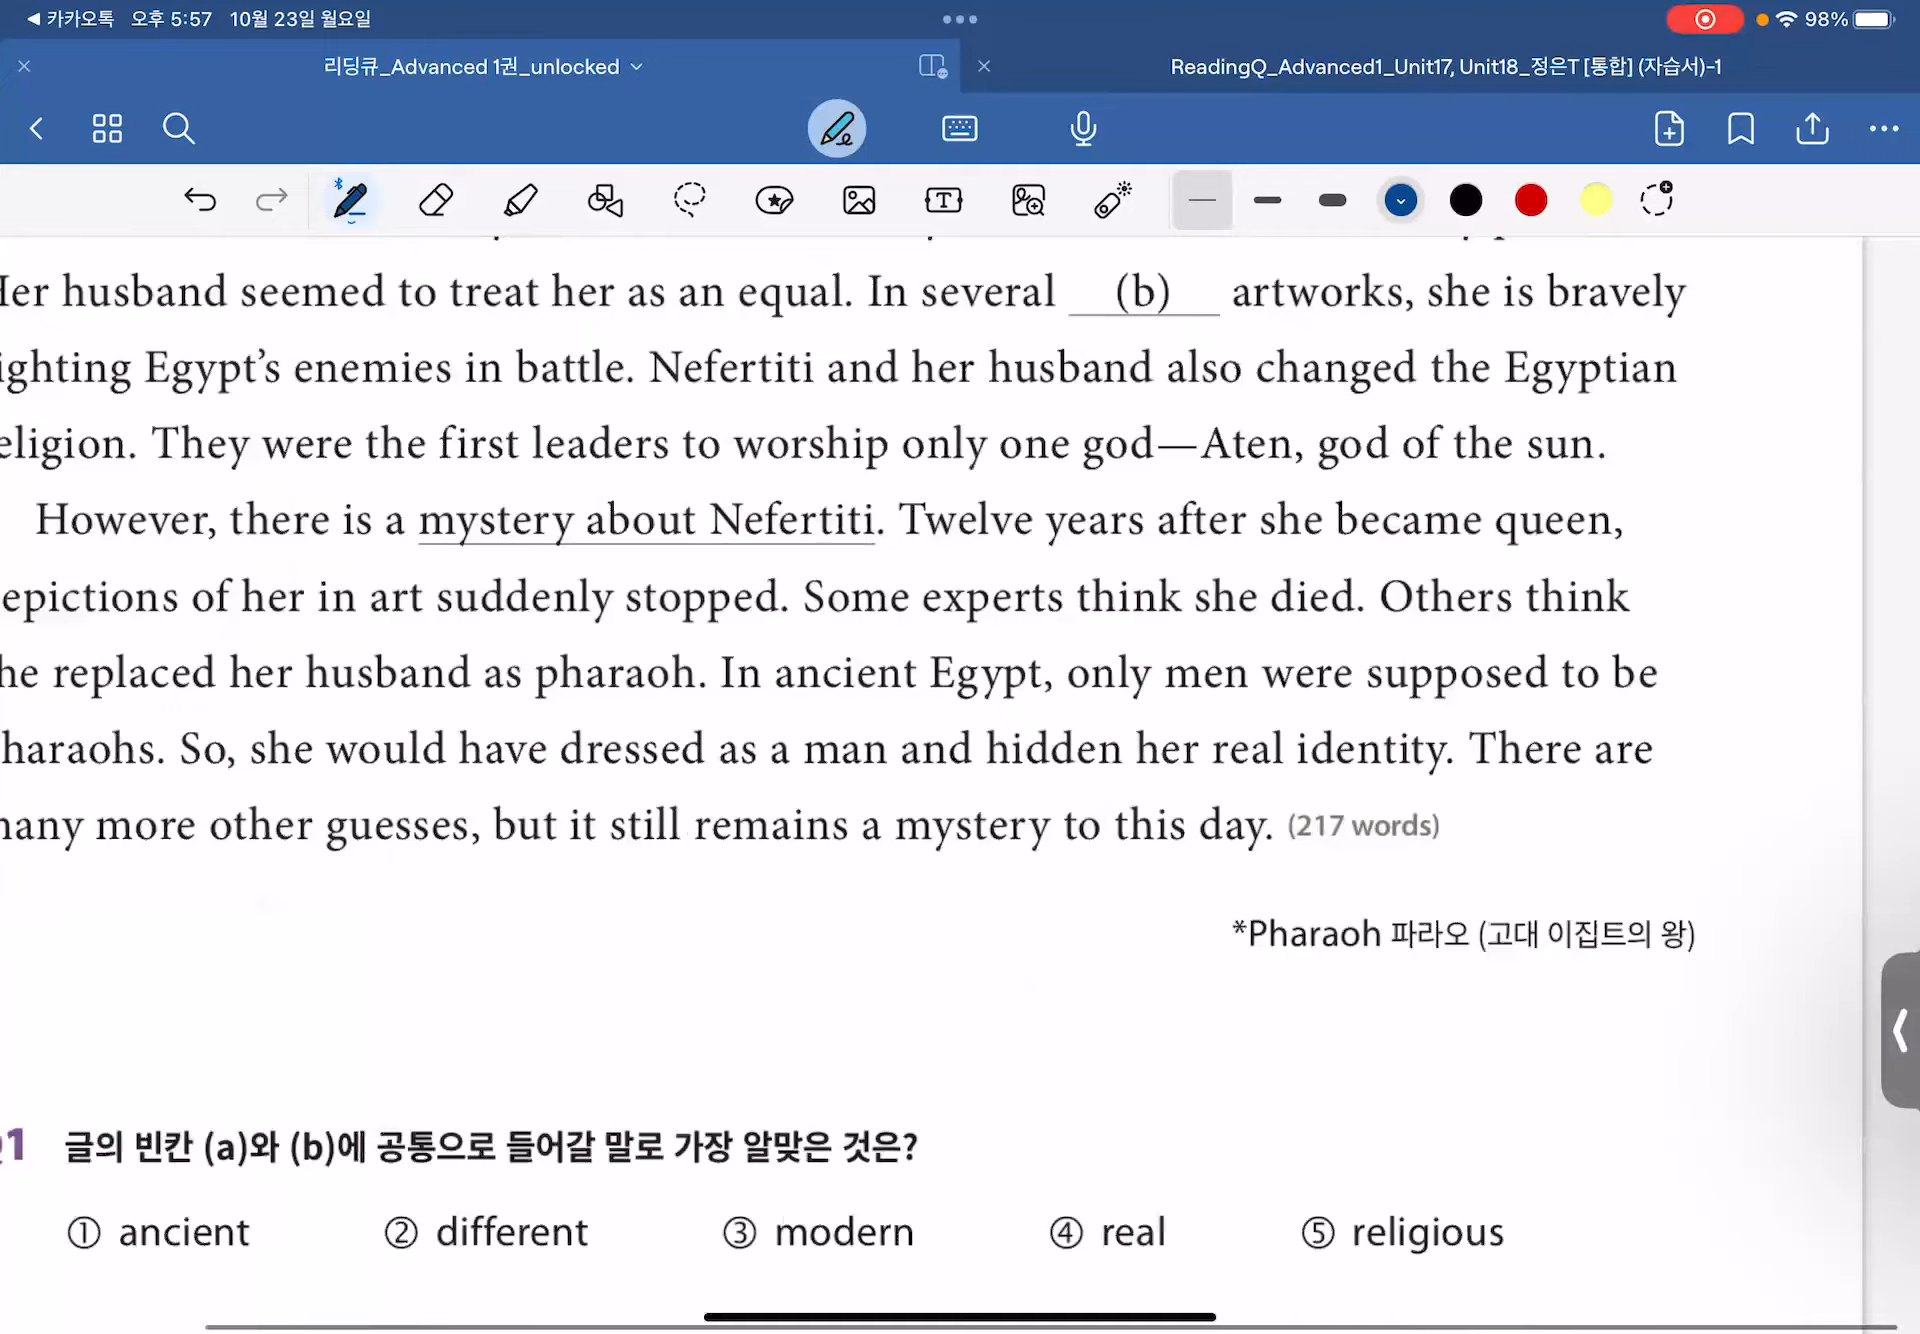 ◀ 카카오톡 오후 5:57 10월 23일 월요일
98%
리딩큐_Advanced 1권_unlocked
ReadingQ_Advanced1_Unit17, Unit18_정은T [통합] (자습서)-1
er husband seemed to treat her as an equal. In several (b) artworks, she is bravely
ighting Egypt’s enemies in battle. Nefertiti and her husband also changed the Egyptian
eligion. They were the first leaders to worship only one god—Aten, god of the sun.
However, there is a mystery about Nefertiti. Twelve years after she became queen,
epictions of her in art suddenly stopped. Some experts think she died. Others think
he replaced her husband as pharaoh. In ancient Egypt, only men were supposed to be
haraohs. So, she would have dressed as a man and hidden her real identity. There are
any more other guesses, but it still remains a mystery to this day. (217 words)
*Pharaoh 파라오 (고대 이집트의 왕)
1 글의 빈칸 (a)와 (b)에 공통으로 들어갈 말로 가장 알맞은 것은?
① ancient ② different ③ modern ④ real ⑤ religious